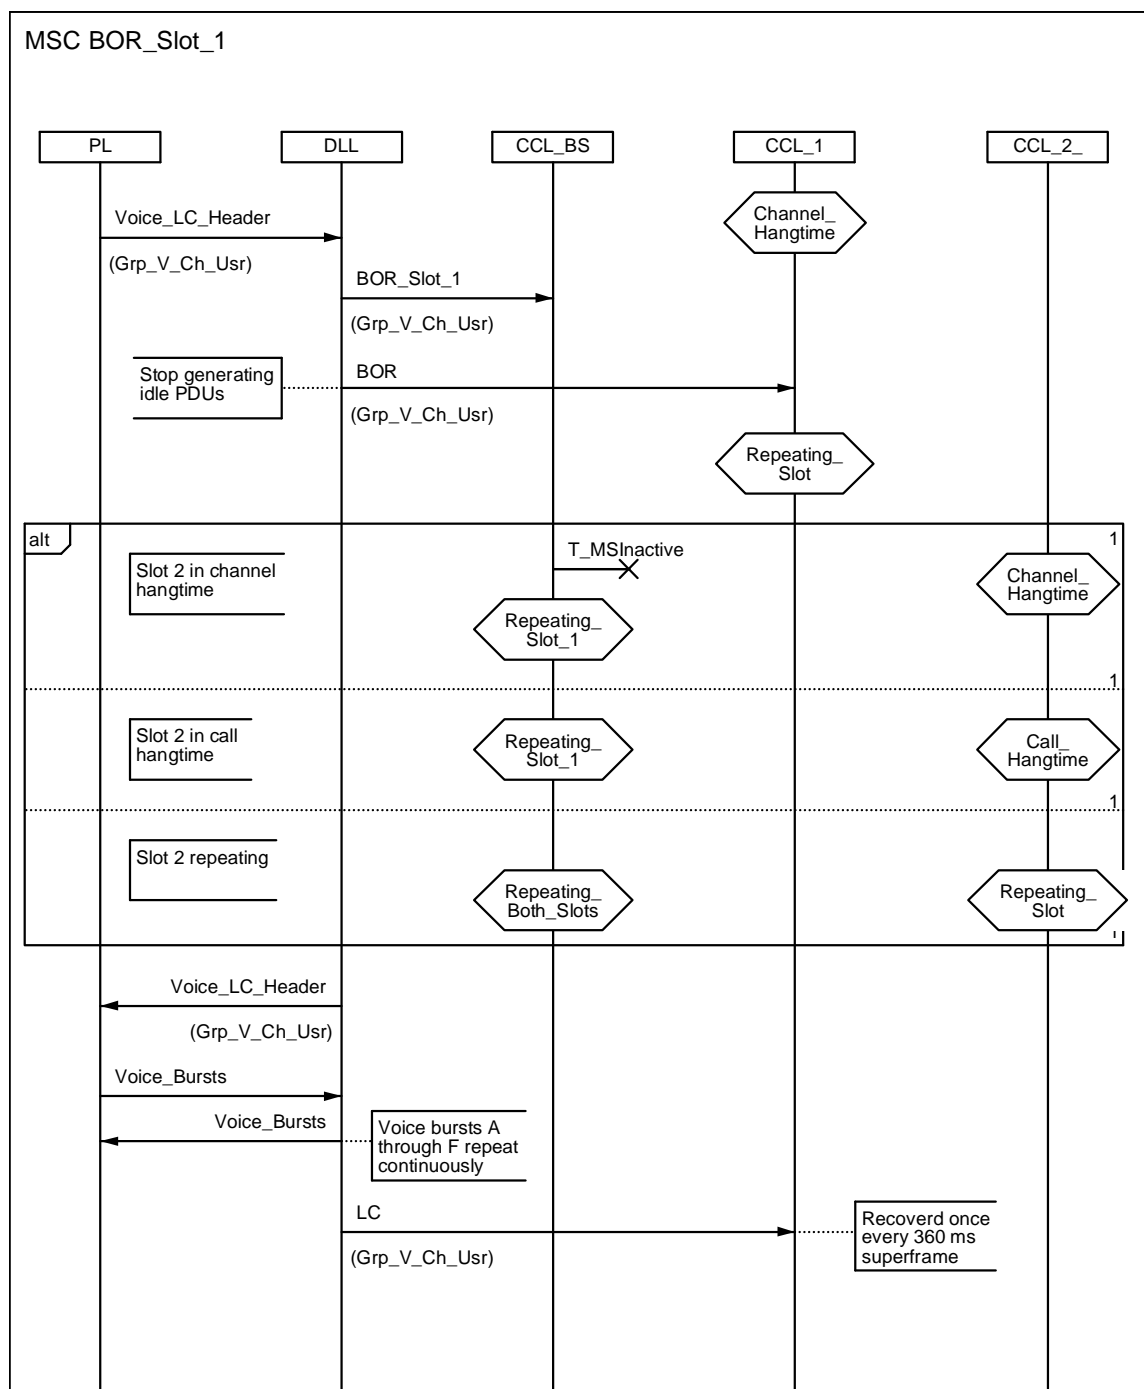 MSC BOR_Slot_1
PL
DLL
CCL_BS
CCL_1
CCL_2_
Voice_LC_Header
(Grp_V_Ch_Usr)
Channel_
Hangtime
BOR_Slot_1
(Grp_V_Ch_Usr)
Stop generating
idle PDUs
BOR
(Grp_V_Ch_Usr)
Repeating_
Slot
alt
1
Slot 2 in channel
hangtime
T_MSInactive
Channel_
Hangtime
Repeating_
Slot_1
1
Slot 2 in call
hangtime
Repeating_
Slot_1
Call_
Hangtime
1
Slot 2 repeating
Repeating_
Both_Slots
Repeating_
Slot
1
Voice_LC_Header
(Grp_V_Ch_Usr)
Voice_Bursts
Voice_Bursts
Voice bursts A
through F repeat
continuously
LC
(Grp_V_Ch_Usr)
Recoverd once
every 360 ms
superframe